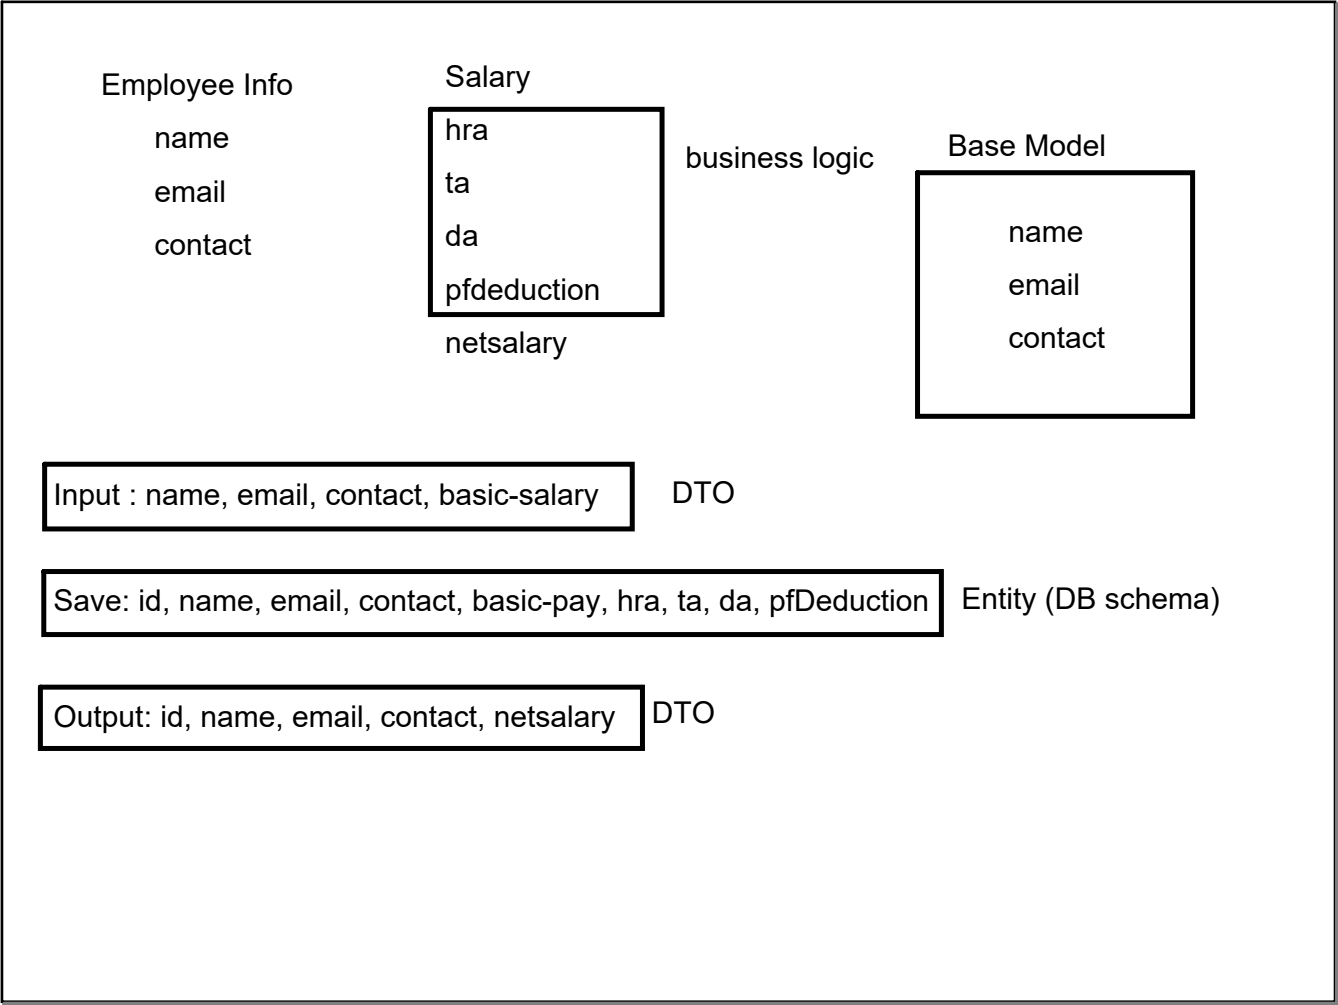 Employee Info
name
email
contact
Salary
hra
ta
da
pfdeduction
netsalary
business logic
Base Model
name
email
contact
Input : name, email, contact, basic-salary
DTO
Save: id, name, email, contact, basic-pay, hra, ta, da, pfDeduction
Entity (DB schema)
Output: id, name, email, contact, netsalary
DTO